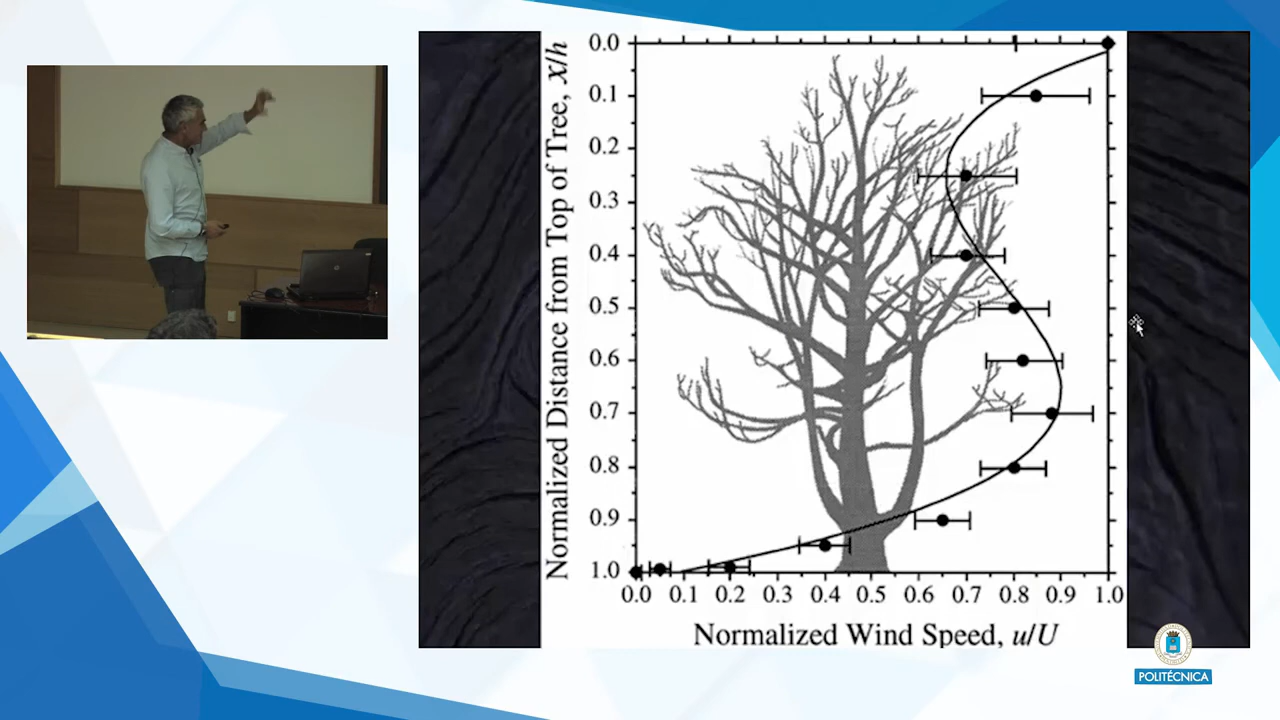 Normalized Distance from Top of Tree, x/h
0.0
0.1
0.2
0.3
0.4
0.5
0.6
0.7
0.8
0.9
1.0
0.0 0.1 0.2 0.3 0.4 0.5 0.6 0.7 0.8 0.9 1.0
Normalized Wind Speed, u/U
POLITÉCNICA